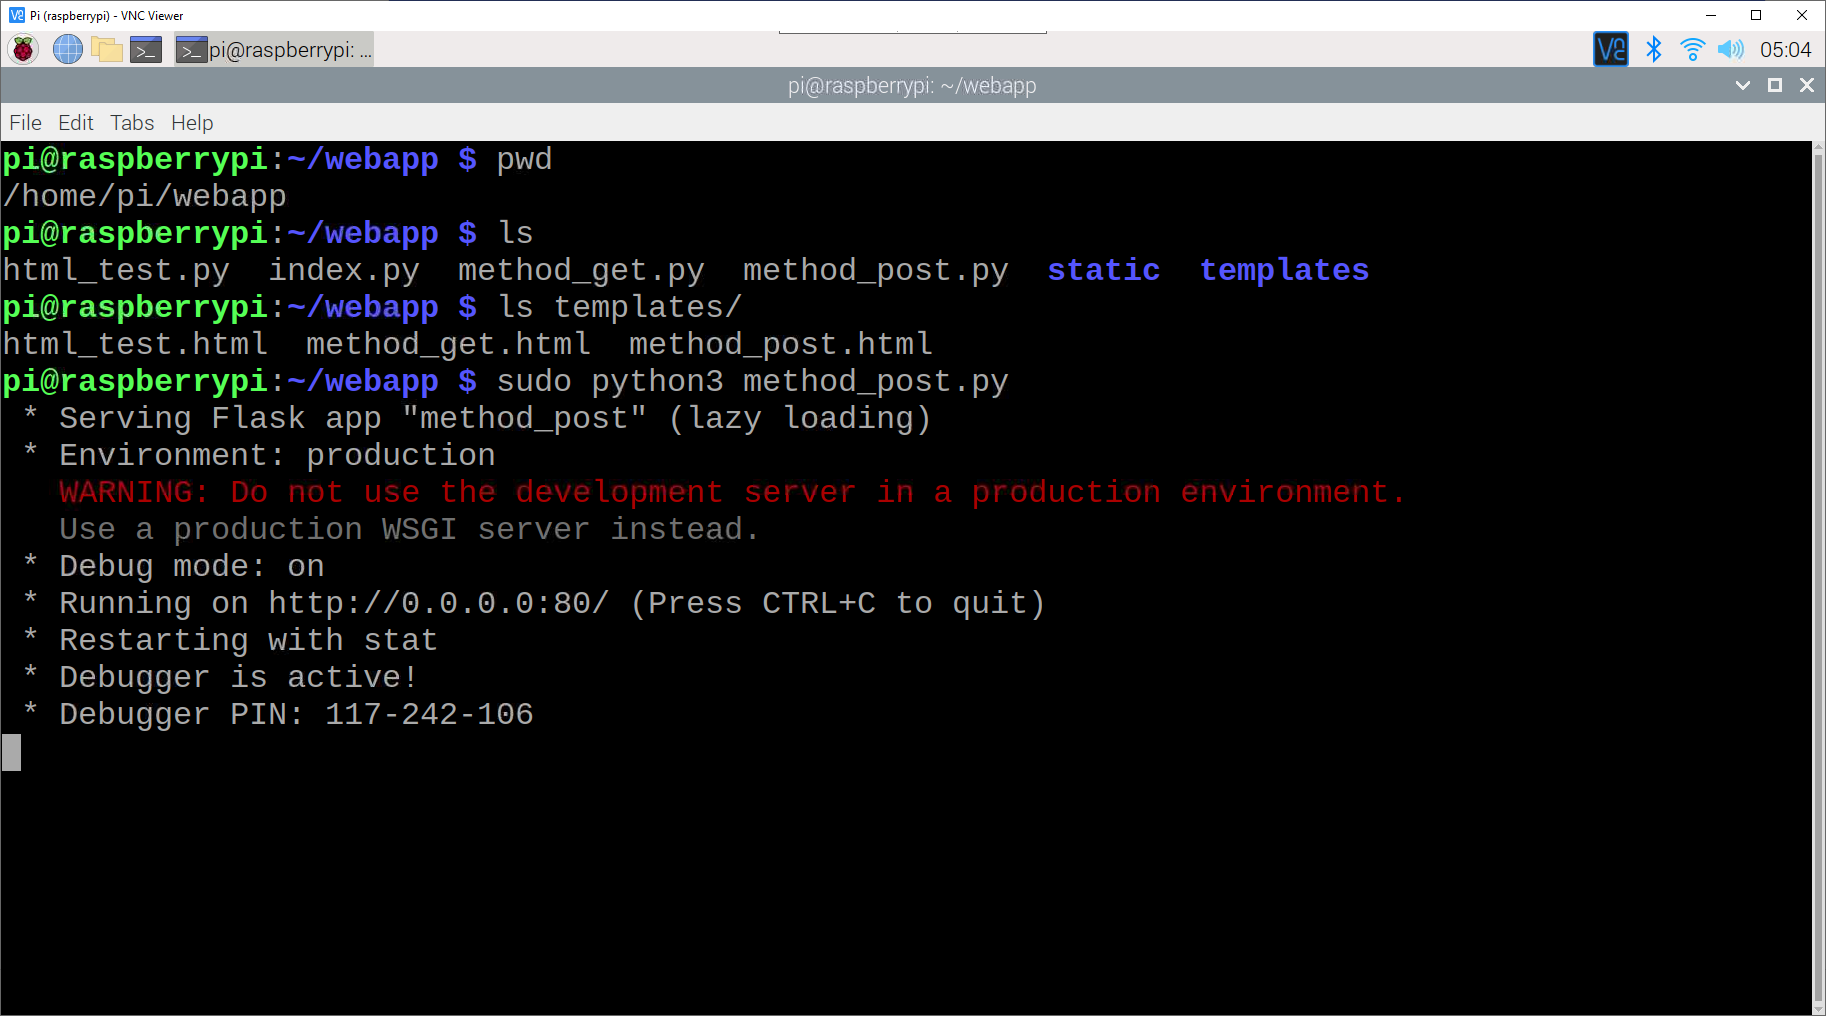 Pi (raspberrypi) - VNC Viewer
pi@raspberrypi: ... 05:04
pi@raspberrypi: ~/webapp
File Edit Tabs Help
pi@raspberrypi:~/webapp $ pwd
/home/pi/webapp
pi@raspberrypi:~/webapp $ ls
html_test.py  index.py  method_get.py  method_post.py  static  templates
pi@raspberrypi:~/webapp $ ls templates/
html_test.html  method_get.html  method_post.html
pi@raspberrypi:~/webapp $ sudo python3 method_post.py
 * Serving Flask app "method_post" (lazy loading)
 * Environment: production
   WARNING: Do not use the development server in a production environment.
   Use a production WSGI server instead.
 * Debug mode: on
 * Running on http://0.0.0.0:80/ (Press CTRL+C to quit)
 * Restarting with stat
 * Debugger is active!
 * Debugger PIN: 117-242-106